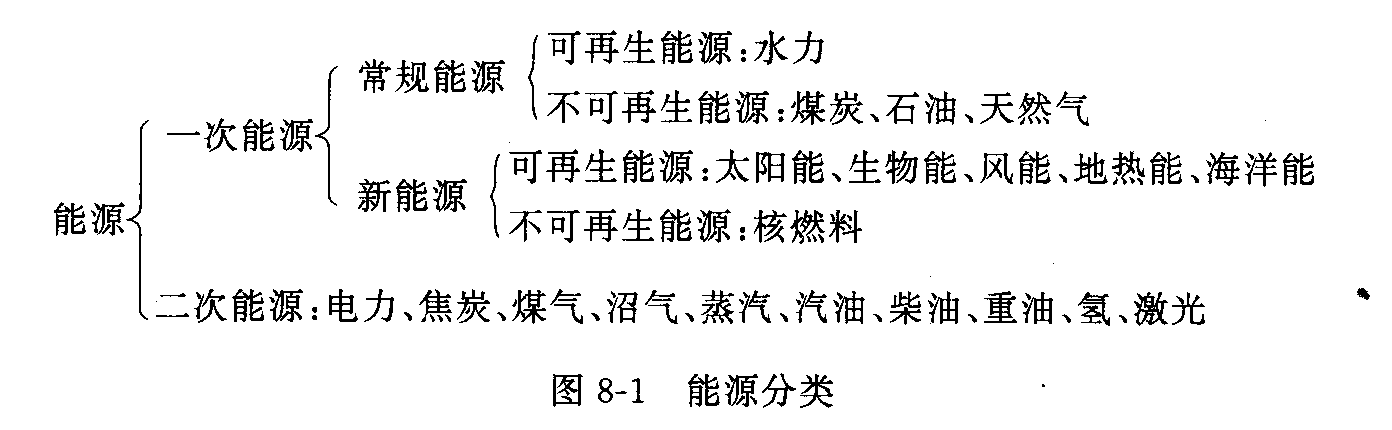 可再生能源:水力
常规能源
不可再生能源:煤炭、石油、天然气
一次能源
可再生能源:太阳能、生物能、风能、地热能、海洋能
新能源
不可再生能源:核燃料
能源
二次能源:电力、焦炭、煤气、沼气、蒸汽、汽油、柴油、重油、氢、激光
图 8-1 能源分类